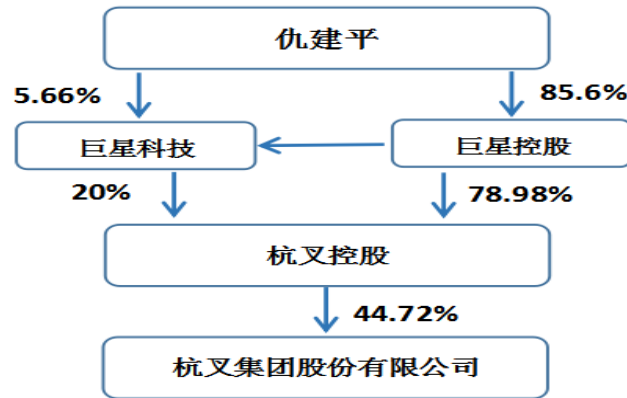 仇建平
5.66%
85.6%
巨星科技
巨星控股
20%
78.98%
杭叉控股
44.72%
杭叉集团股份有限公司